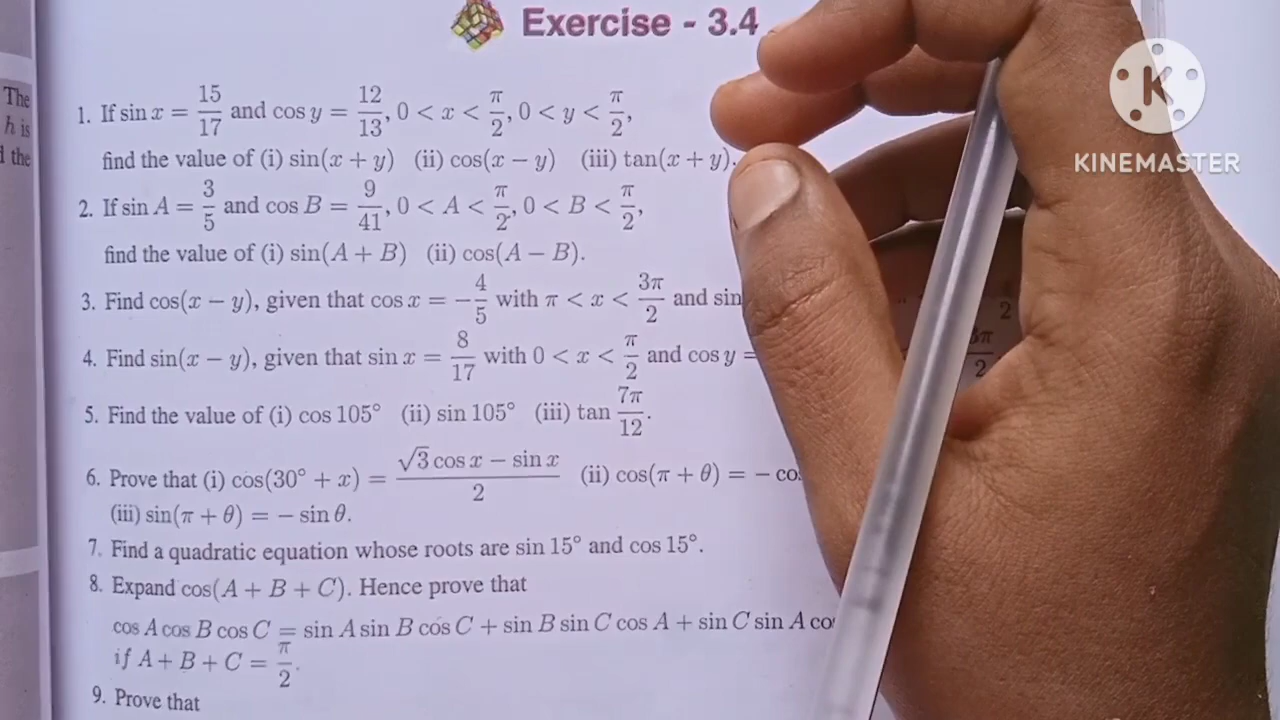 Exercise - 3.4
The
h is
d the
1. If sin x = 15/17 and cos y = 12/13, 0 < x < π/2, 0 < y < π/2,
find the value of (i) sin(x + y) (ii) cos(x − y) (iii) tan(x + y).
2. If sin A = 3/5 and cos B = 9/41, 0 < A < π/2, 0 < B < π/2,
find the value of (i) sin(A + B) (ii) cos(A − B).
3. Find cos(x − y), given that cos x = −4/5 with π < x < 3π/2 and sin
4. Find sin(x − y), given that sin x = 8/17 with 0 < x < π/2 and cos y =
5. Find the value of (i) cos 105° (ii) sin 105° (iii) tan 7π/12.
6. Prove that (i) cos(30° + x) = (√3 cos x − sin x)/2 (ii) cos(π + θ) = −
(iii) sin(π + θ) = − sin θ.
7. Find a quadratic equation whose roots are sin 15° and cos 15°.
8. Expand cos(A + B + C). Hence prove that
cos A cos B cos C = sin A sin B cos C + sin B sin C cos A + sin C sin A
if A + B + C = π/2.
9. Prove that
K
KINEMASTER